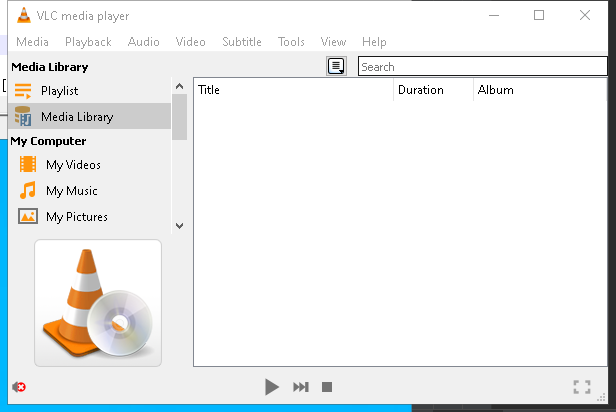 VLC media player
Media Playback Audio Video Subtitle Tools View Help
Media Library
Search
Playlist
Title Duration Album
Media Library
My Computer
My Videos
My Music
My Pictures